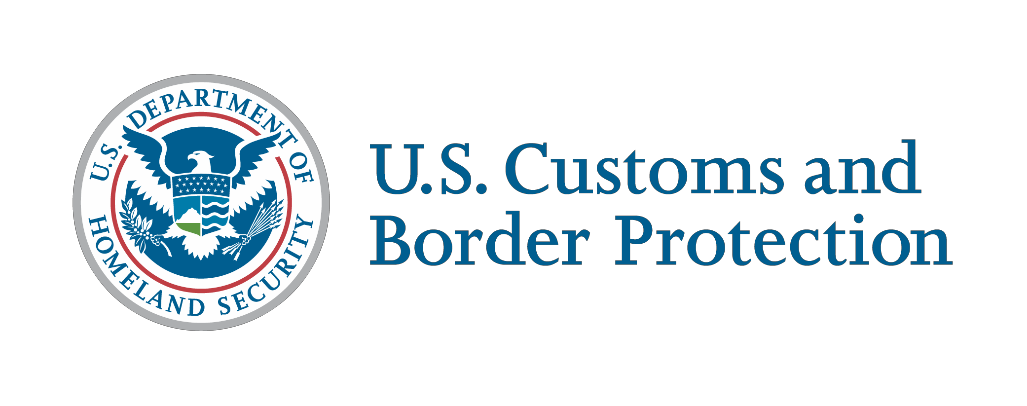 U.S. DEPARTMENT OF
HOMELAND SECURITY
U.S. Customs and
Border Protection